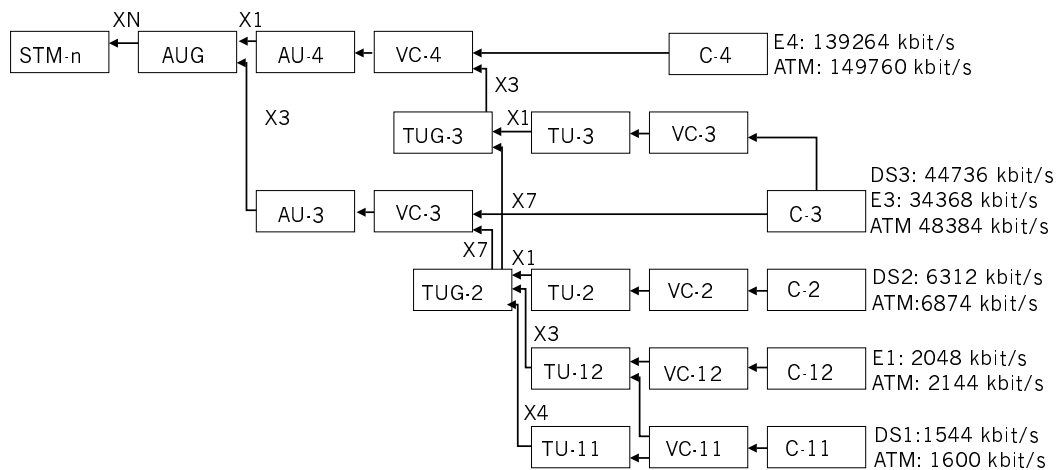 XN
X1
STM-n
AUG
AU-4
VC-4
C-4
E4: 139264 kbit/s
ATM: 149760 kbit/s
X3
X3
X1
TUG-3
TU-3
VC-3
DS3: 44736 kbit/s
E3: 34368 kbit/s
ATM 48384 kbit/s
AU-3
VC-3
X7
C-3
X7
X1
TUG-2
TU-2
VC-2
C-2
DS2: 6312 kbit/s
ATM:6874 kbit/s
X3
TU-12
VC-12
C-12
E1: 2048 kbit/s
ATM: 2144 kbit/s
X4
TU-11
VC-11
C-11
DS1:1544 kbit/s
ATM: 1600 kbit/s